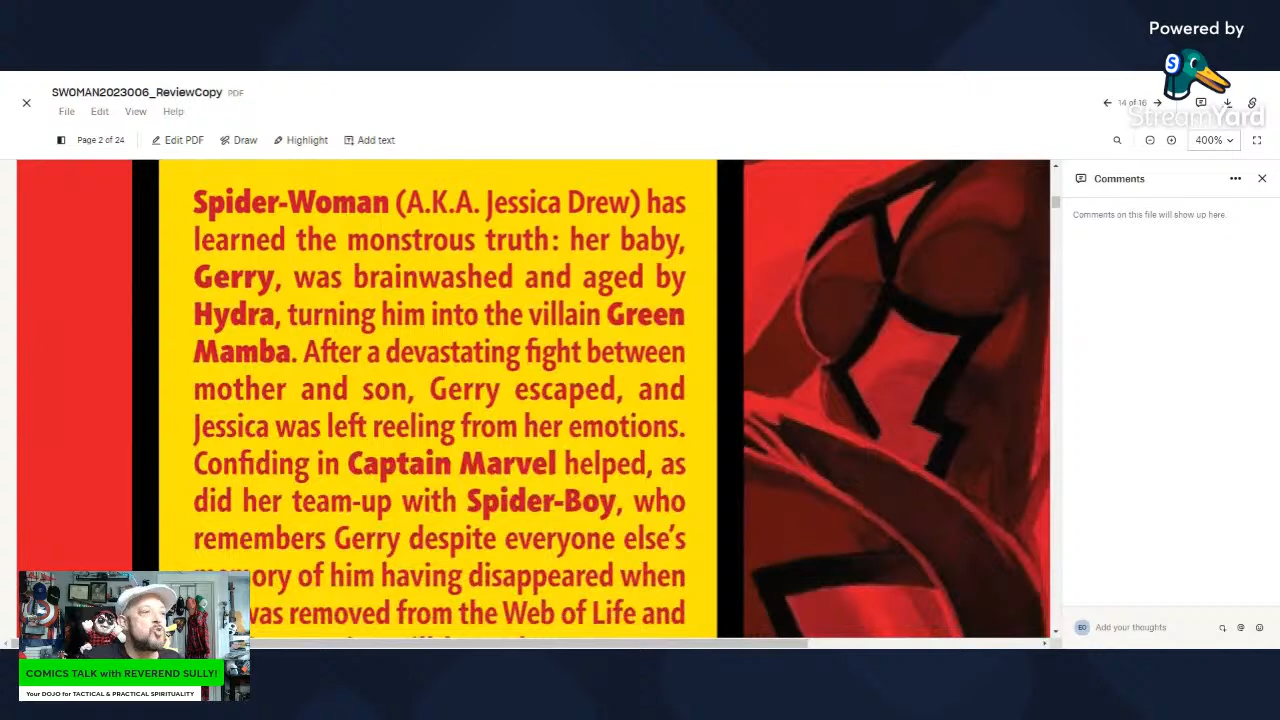 Powered by
S
StreamYard
SWOMAN2023006_ReviewCopy PDF
File Edit View Help
14 of 16
Page 2 of 24 Edit PDF Draw Highlight Add text
400%
Spider-Woman (A.K.A. Jessica Drew) has
learned the monstrous truth: her baby,
Gerry, was brainwashed and aged by
Hydra, turning him into the villain Green
Mamba. After a devastating fight between
mother and son, Gerry escaped, and
Jessica was left reeling from her emotions.
Confiding in Captain Marvel helped, as
did her team-up with Spider-Boy, who
remembers Gerry despite everyone else's
of him having disappeared when
was removed from the Web of Life and
Comments
Comments on this file will show up here.
EO Add your thoughts
COMICS TALK with REVEREND SULLY!
Your DOJO for TACTICAL & PRACTICAL SPIRITUALITY